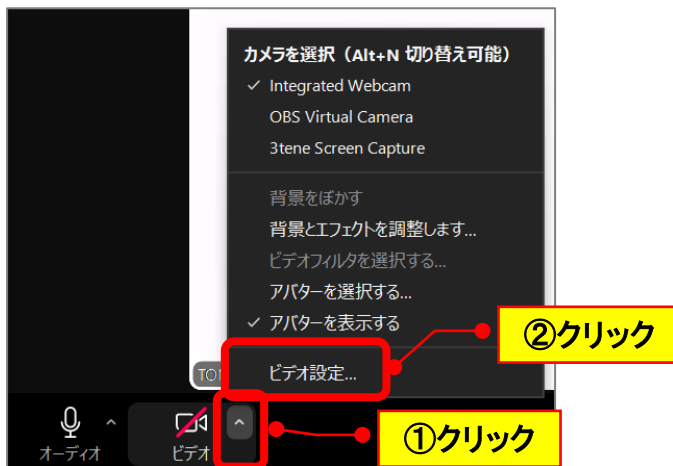 カメラを選択（Alt+N 切り替え可能）
✓ Integrated Webcam
OBS Virtual Camera
3tene Screen Capture
背景をぼかす
背景とエフェクトを調整します...
ビデオフィルタを選択する...
アバターを選択する...
✓ アバターを表示する
②クリック
ビデオ設定...
①クリック
オーディオ
ビデオ